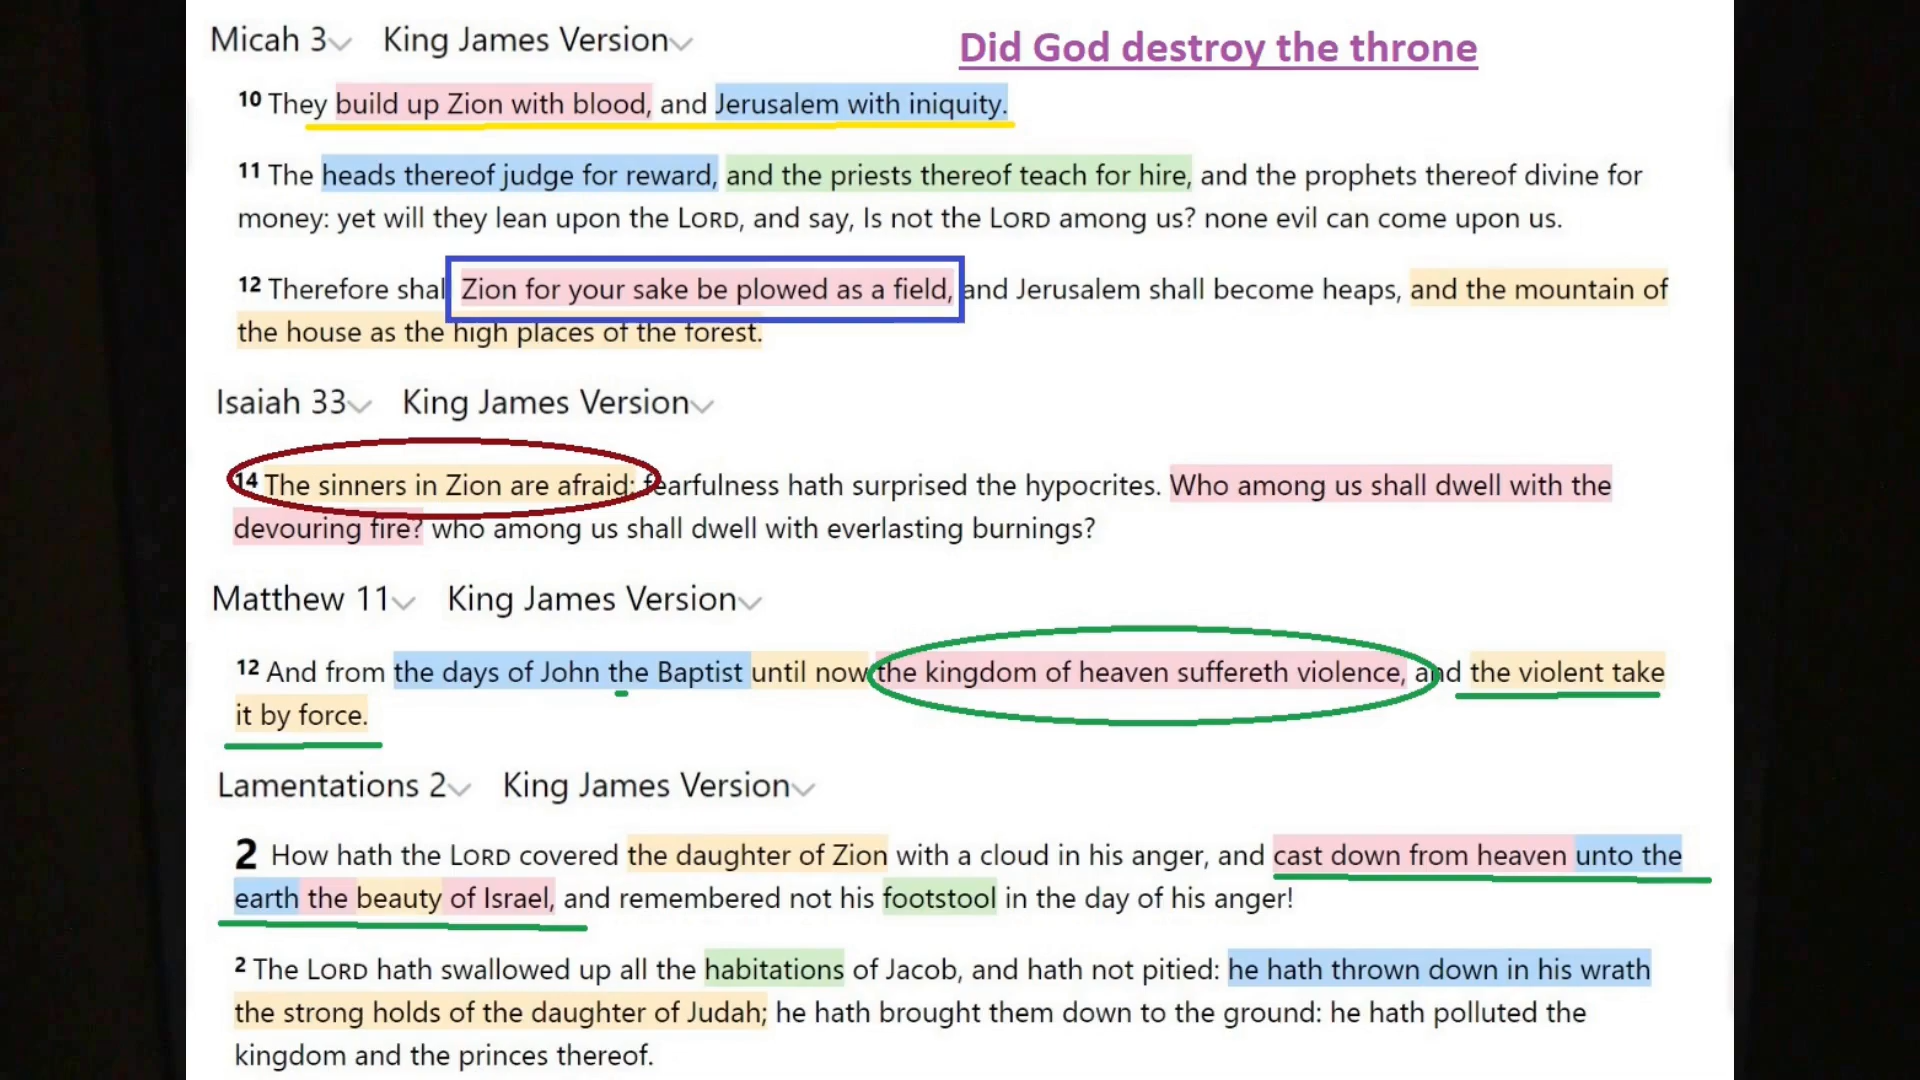 Micah 3 King James Version
Did God destroy the throne
10 They build up Zion with blood, and Jerusalem with iniquity.
11 The heads thereof judge for reward, and the priests thereof teach for hire, and the prophets thereof divine for
money: yet will they lean upon the LORD, and say, Is not the LORD among us? none evil can come upon us.
12 Therefore shal Zion for your sake be plowed as a field, and Jerusalem shall become heaps, and the mountain of
the house as the high places of the forest.
Isaiah 33 King James Version
14 The sinners in Zion are afraid; fearfulness hath surprised the hypocrites. Who among us shall dwell with the
devouring fire? who among us shall dwell with everlasting burnings?
Matthew 11 King James Version
12 And from the days of John the Baptist until now the kingdom of heaven suffereth violence, and the violent take
it by force.
Lamentations 2 King James Version
2 How hath the LORD covered the daughter of Zion with a cloud in his anger, and cast down from heaven unto the
earth the beauty of Israel, and remembered not his footstool in the day of his anger!
2 The LORD hath swallowed up all the habitations of Jacob, and hath not pitied: he hath thrown down in his wrath
the strong holds of the daughter of Judah; he hath brought them down to the ground: he hath polluted the
kingdom and the princes thereof.